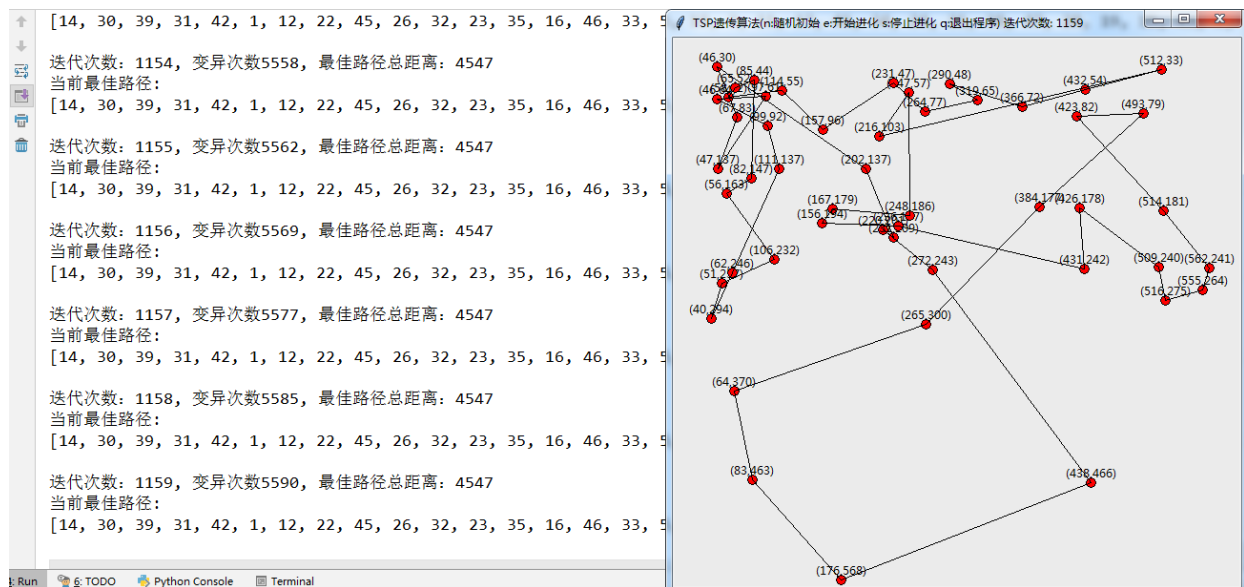 [14, 30, 39, 31, 42, 1, 12, 22, 45, 26, 32, 23, 35, 16, 46, 33, 5
迭代次数：1154, 变异次数5558, 最佳路径总距离：4547
当前最佳路径：
[14, 30, 39, 31, 42, 1, 12, 22, 45, 26, 32, 23, 35, 16, 46, 33, 5
迭代次数：1155, 变异次数5562, 最佳路径总距离：4547
当前最佳路径：
[14, 30, 39, 31, 42, 1, 12, 22, 45, 26, 32, 23, 35, 16, 46, 33, 5
迭代次数：1156, 变异次数5569, 最佳路径总距离：4547
当前最佳路径：
[14, 30, 39, 31, 42, 1, 12, 22, 45, 26, 32, 23, 35, 16, 46, 33, 5
迭代次数：1157, 变异次数5577, 最佳路径总距离：4547
当前最佳路径：
[14, 30, 39, 31, 42, 1, 12, 22, 45, 26, 32, 23, 35, 16, 46, 33, 5
迭代次数：1158, 变异次数5585, 最佳路径总距离：4547
当前最佳路径：
[14, 30, 39, 31, 42, 1, 12, 22, 45, 26, 32, 23, 35, 16, 46, 33, 5
迭代次数：1159, 变异次数5590, 最佳路径总距离：4547
当前最佳路径：
[14, 30, 39, 31, 42, 1, 12, 22, 45, 26, 32, 23, 35, 16, 46, 33, 5
Run
6: TODO
Python Console
Terminal
TSP遗传算法(n:随机初始 e:开始进化 s:停止进化 q:退出程序) 迭代次数: 1159
(46,30)
(512,33)
(85,44)
(231,47)
(290,48)
(432,54)
(114,55)
(319,65)
(366,72)
(264,77)
(493,79)
(423,82)
(67,83)
(99,92)
(157,96)
(216,103)
(47,137)
(111,137)
(202,137)
(82,147)
(56,163)
(384,177)
(426,178)
(167,179)
(514,181)
(248,186)
(156,194)
(106,232)
(509,240)
(562,241)
(431,242)
(272,243)
(62,246)
(555,264)
(516,275)
(40,294)
(265,300)
(64,370)
(83,463)
(438,466)
(176,568)